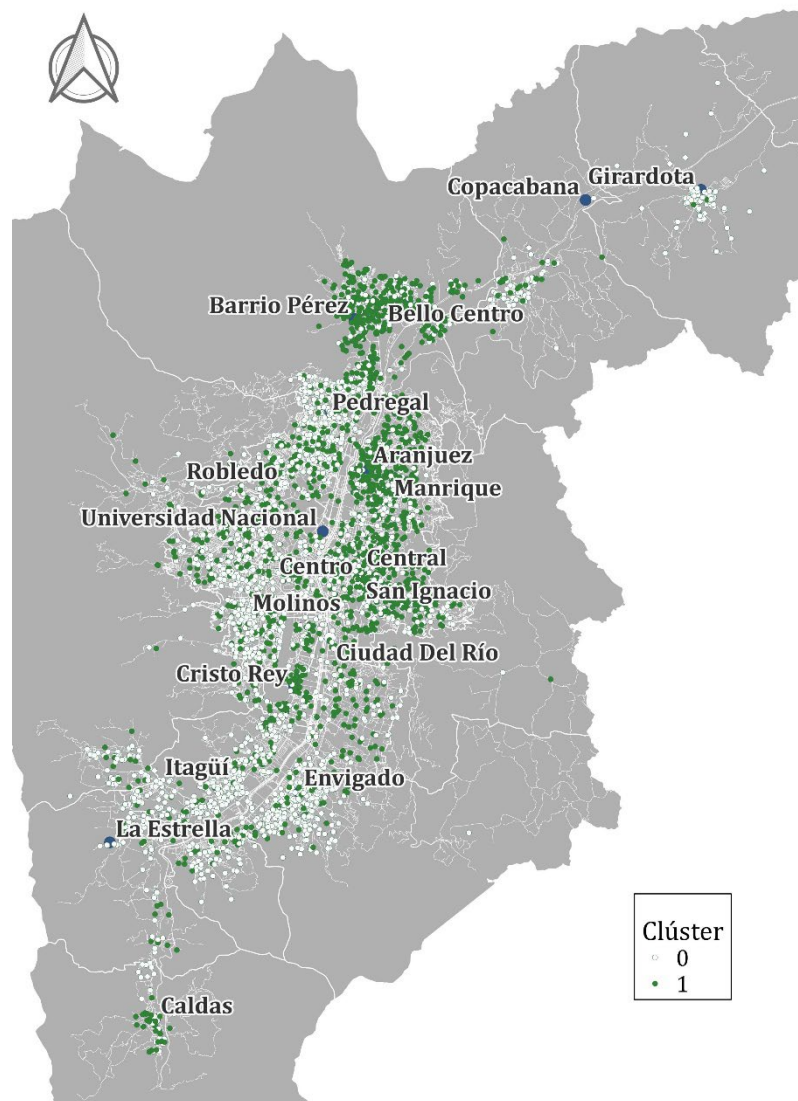 Girardota
Copacabana
Barrio Pérez
Bello Centro
Pedregal
Aranjuez
Robledo
Manrique
Universidad Nacional
Centro
Central
San Ignacio
Molinos
Ciudad Del Río
Cristo Rey
Itagüí
Envigado
La Estrella
Caldas
Clúster
0
1